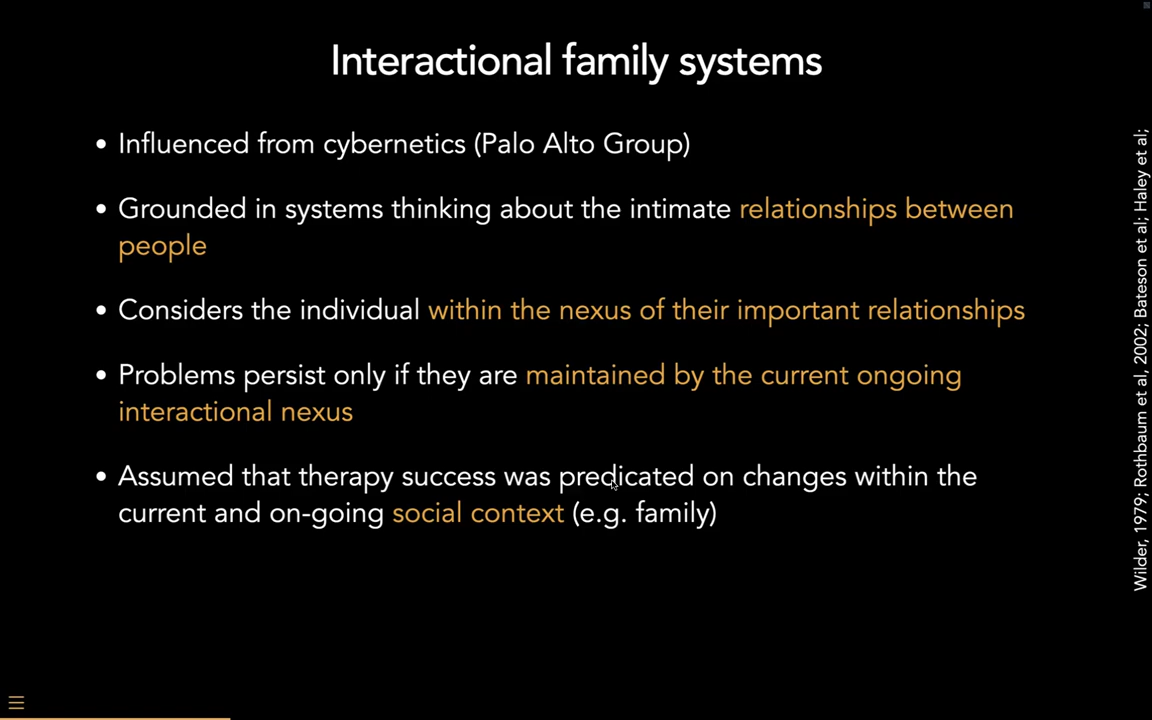 Interactional family systems
• Influenced from cybernetics (Palo Alto Group)
• Grounded in systems thinking about the intimate relationships between
people
• Considers the individual within the nexus of their important relationships
• Problems persist only if they are maintained by the current ongoing
interactional nexus
• Assumed that therapy success was predicated on changes within the
current and on-going social context (e.g. family)
Wilder, 1979; Rothbaum et al, 2002; Bateson et al; Haley et al;